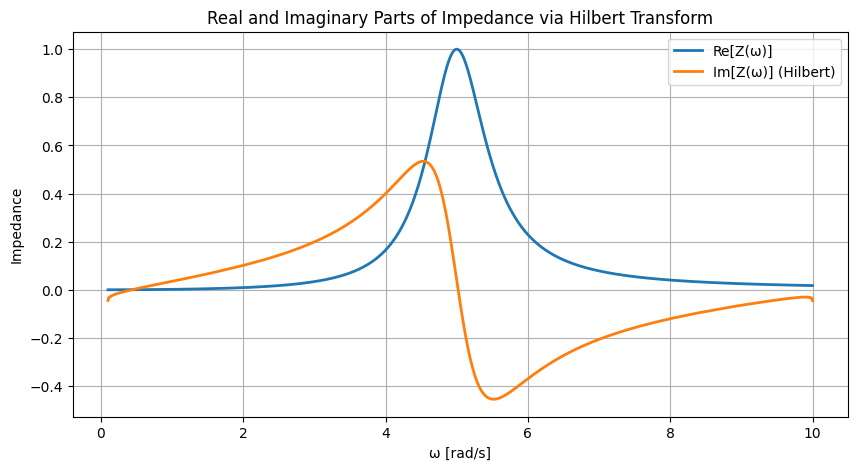 Real and Imaginary Parts of Impedance via Hilbert Transform
Re[Z(ω)]
Im[Z(ω)] (Hilbert)
Impedance
1.0
0.8
0.6
0.4
0.2
0.0
−0.2
−0.4
0 2 4 6 8 10
ω [rad/s]